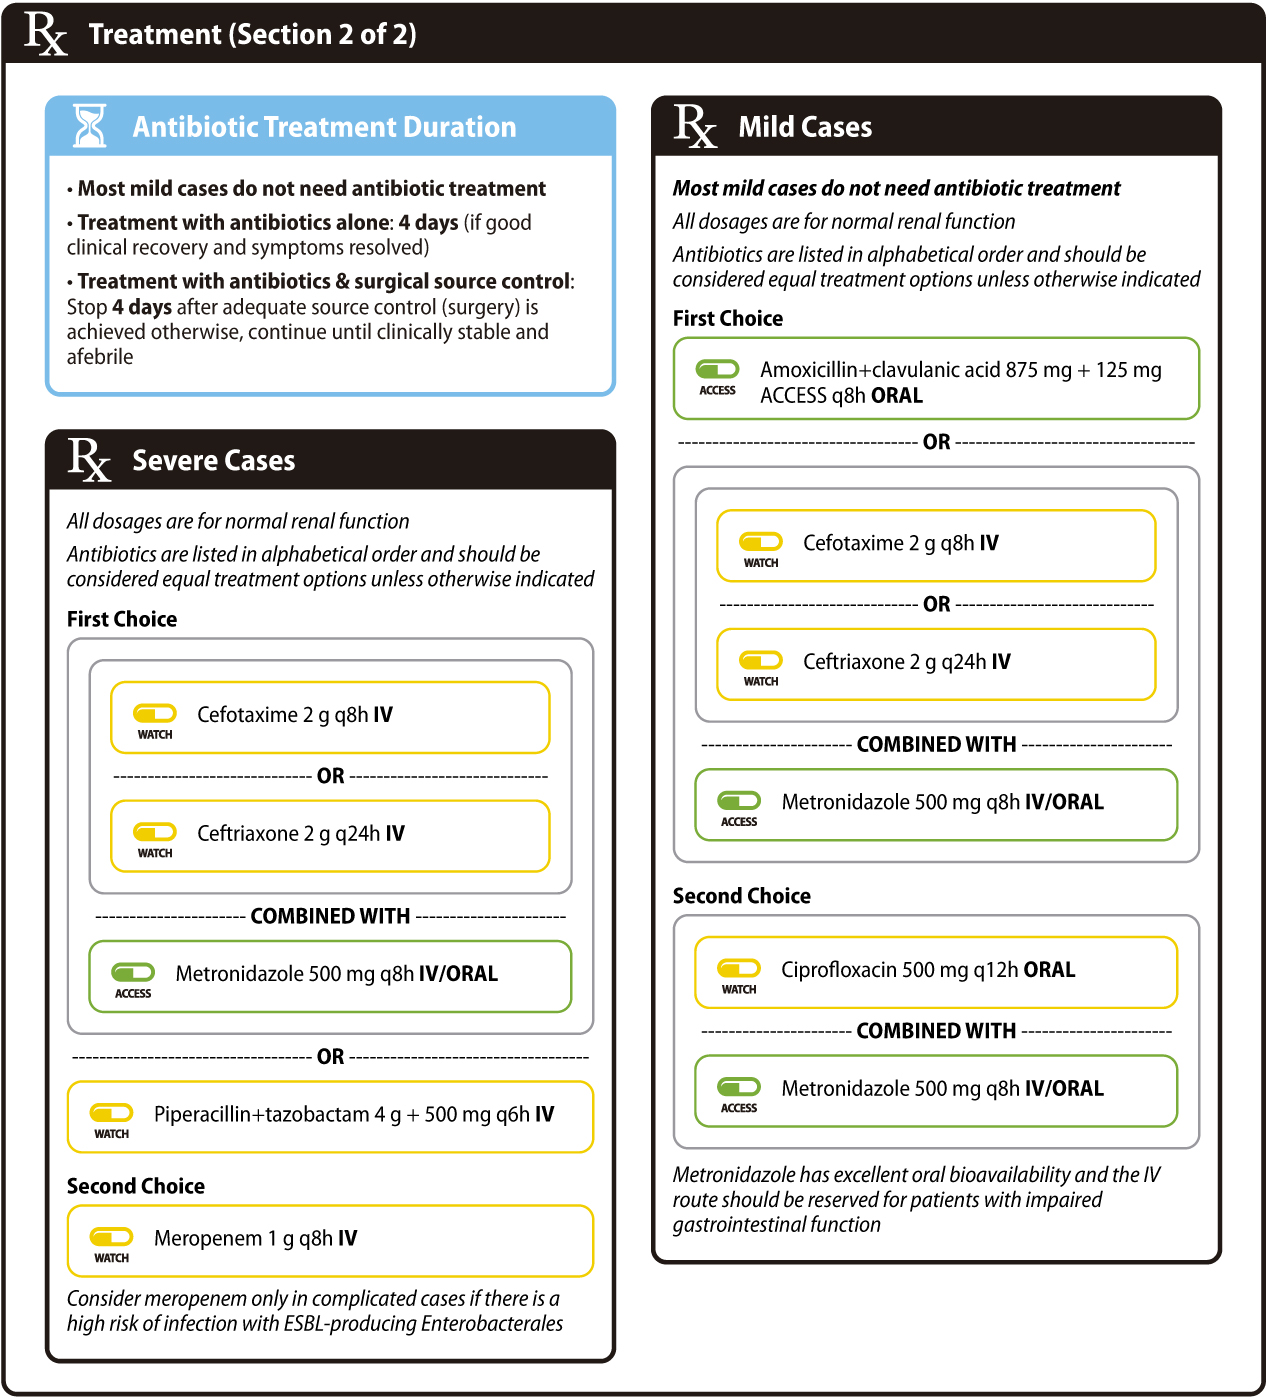 Rx Treatment (Section 2 of 2)
Antibiotic Treatment Duration
• Most mild cases do not need antibiotic treatment
• Treatment with antibiotics alone: 4 days (if good
clinical recovery and symptoms resolved)
• Treatment with antibiotics & surgical source control:
Stop 4 days after adequate source control (surgery) is
achieved otherwise, continue until clinically stable and
afebrile
Rx Severe Cases
All dosages are for normal renal function
Antibiotics are listed in alphabetical order and should be
considered equal treatment options unless otherwise indicated
First Choice
Cefotaxime 2 g q8h IV
WATCH
OR
Ceftriaxone 2 g q24h IV
WATCH
COMBINED WITH
Metronidazole 500 mg q8h IV/ORAL
ACCESS
OR
Piperacillin+tazobactam 4 g + 500 mg q6h IV
WATCH
Second Choice
Meropenem 1 g q8h IV
WATCH
Consider meropenem only in complicated cases if there is a
high risk of infection with ESBL-producing Enterobacterales
Rx Mild Cases
Most mild cases do not need antibiotic treatment
All dosages are for normal renal function
Antibiotics are listed in alphabetical order and should be
considered equal treatment options unless otherwise indicated
First Choice
Amoxicillin+clavulanic acid 875 mg + 125 mg
ACCESS
ACCESS q8h ORAL
OR
Cefotaxime 2 g q8h IV
WATCH
OR
Ceftriaxone 2 g q24h IV
WATCH
COMBINED WITH
Metronidazole 500 mg q8h IV/ORAL
ACCESS
Second Choice
Ciprofloxacin 500 mg q12h ORAL
WATCH
COMBINED WITH
Metronidazole 500 mg q8h IV/ORAL
ACCESS
Metronidazole has excellent oral bioavailability and the IV
route should be reserved for patients with impaired
gastrointestinal function